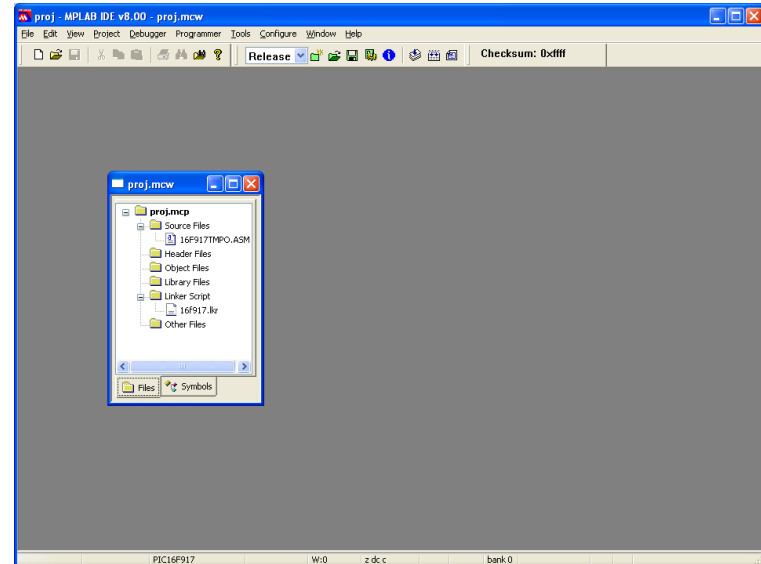 proj - MPLAB IDE v8.00 - proj.mcw
File Edit View Project Debugger Programmer Tools Configure Window Help
Release Checksum: 0xffff
proj.mcw
proj.mcp
Source Files
16F917TMPO.ASM
Header Files
Object Files
Library Files
Linker Script
16f917.lkr
Other Files
Files Symbols
PIC16F917 W:0 z dc c bank 0